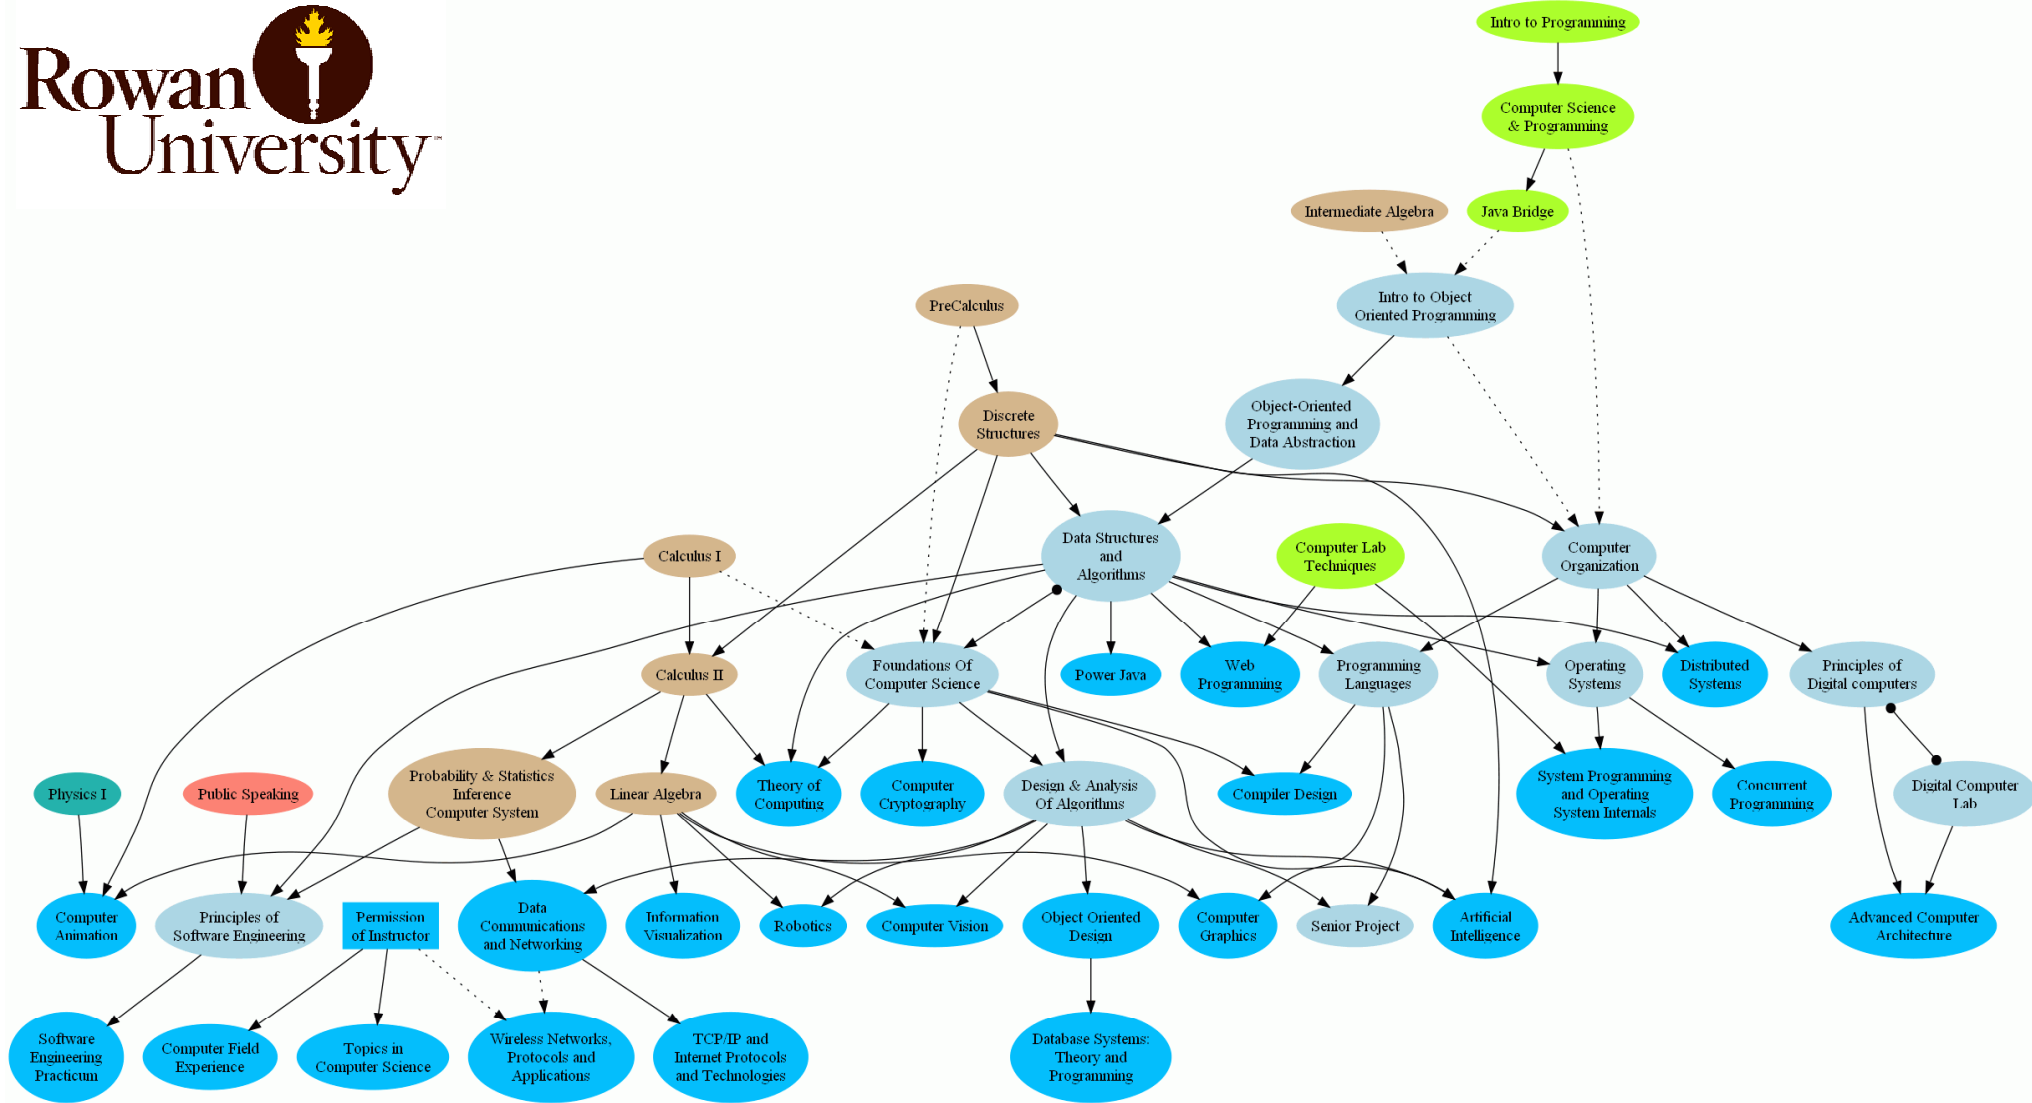 Rowan
University
Intro to Programming
Computer Science
& Programming
Intermediate Algebra
Java Bridge
PreCalculus
Intro to Object
Oriented Programming
Discrete
Structures
Object-Oriented
Programming and
Data Abstraction
Calculus I
Data Structures
and
Algorithms
Computer Lab
Techniques
Computer
Organization
Calculus II
Foundations Of
Computer Science
Power Java
Web
Programming
Programming
Languages
Operating
Systems
Distributed
Systems
Principles of
Digital computers
Physics I
Public Speaking
Probability & Statistics
Inference
Computer System
Linear Algebra
Theory of
Computing
Computer
Cryptography
Design & Analysis
Of Algorithms
Compiler Design
System Programming
and Operating
System Internals
Concurrent
Programming
Digital Computer
Lab
Computer
Animation
Principles of
Software Engineering
Permission
of Instructor
Data
Communications
and Networking
Information
Visualization
Robotics
Computer Vision
Object Oriented
Design
Computer
Graphics
Senior Project
Artificial
Intelligence
Advanced Computer
Architecture
Software
Engineering
Practicum
Computer Field
Experience
Topics in
Computer Science
Wireless Networks,
Protocols and
Applications
TCP/IP and
Internet Protocols
and Technologies
Database Systems:
Theory and
Programming